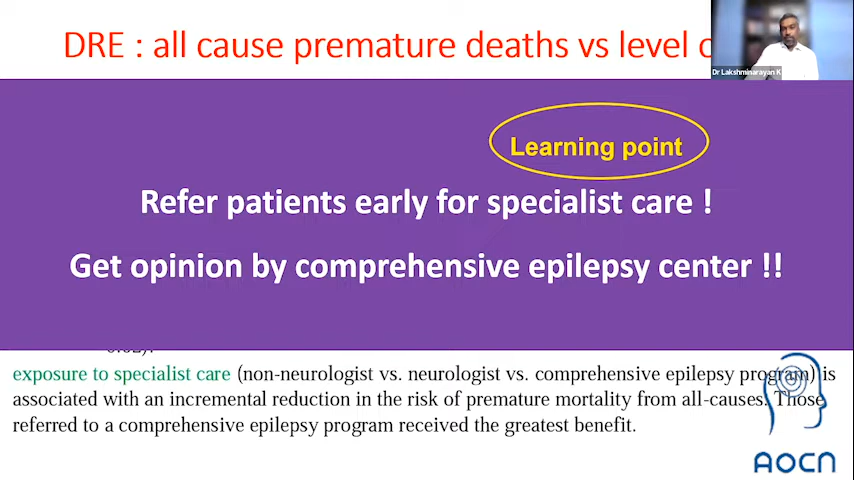 DRE : all cause premature deaths vs level
Dr Lakshminarayan K
Learning point
Refer patients early for specialist care !
Get opinion by comprehensive epilepsy center !!
exposure to specialist care (non-neurologist vs. neurologist vs. comprehensive epilepsy program) is
associated with an incremental reduction in the risk of premature mortality from all-causes. Those
referred to a comprehensive epilepsy program received the greatest benefit.
AOCN